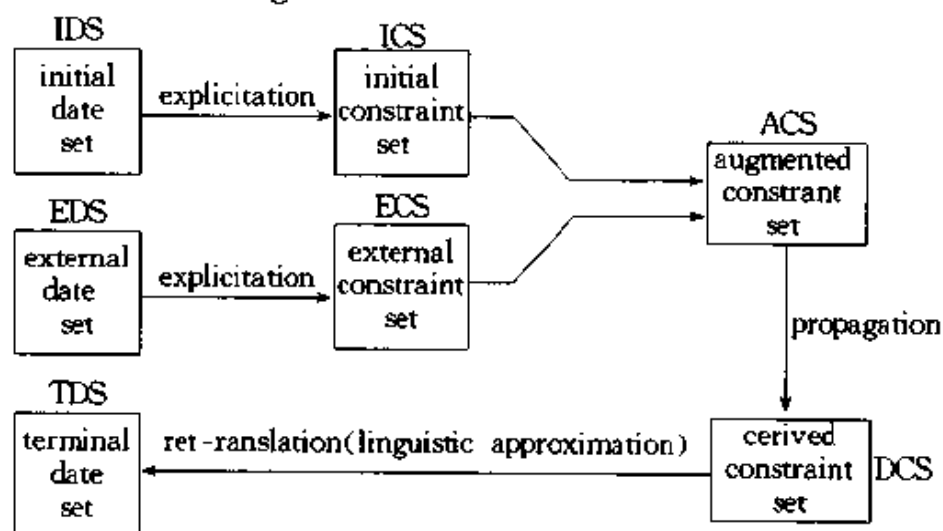 IDS
initial
date
set
explicitation
ICS
initial
constraint
set
ACS
augmented
constrant
set
EDS
external
date
set
explicitation
ECS
external
constraint
set
propagation
TDS
terminal
date
set
ret-ranslation(linguistic approximation)
cerived
constraint
set
DCS